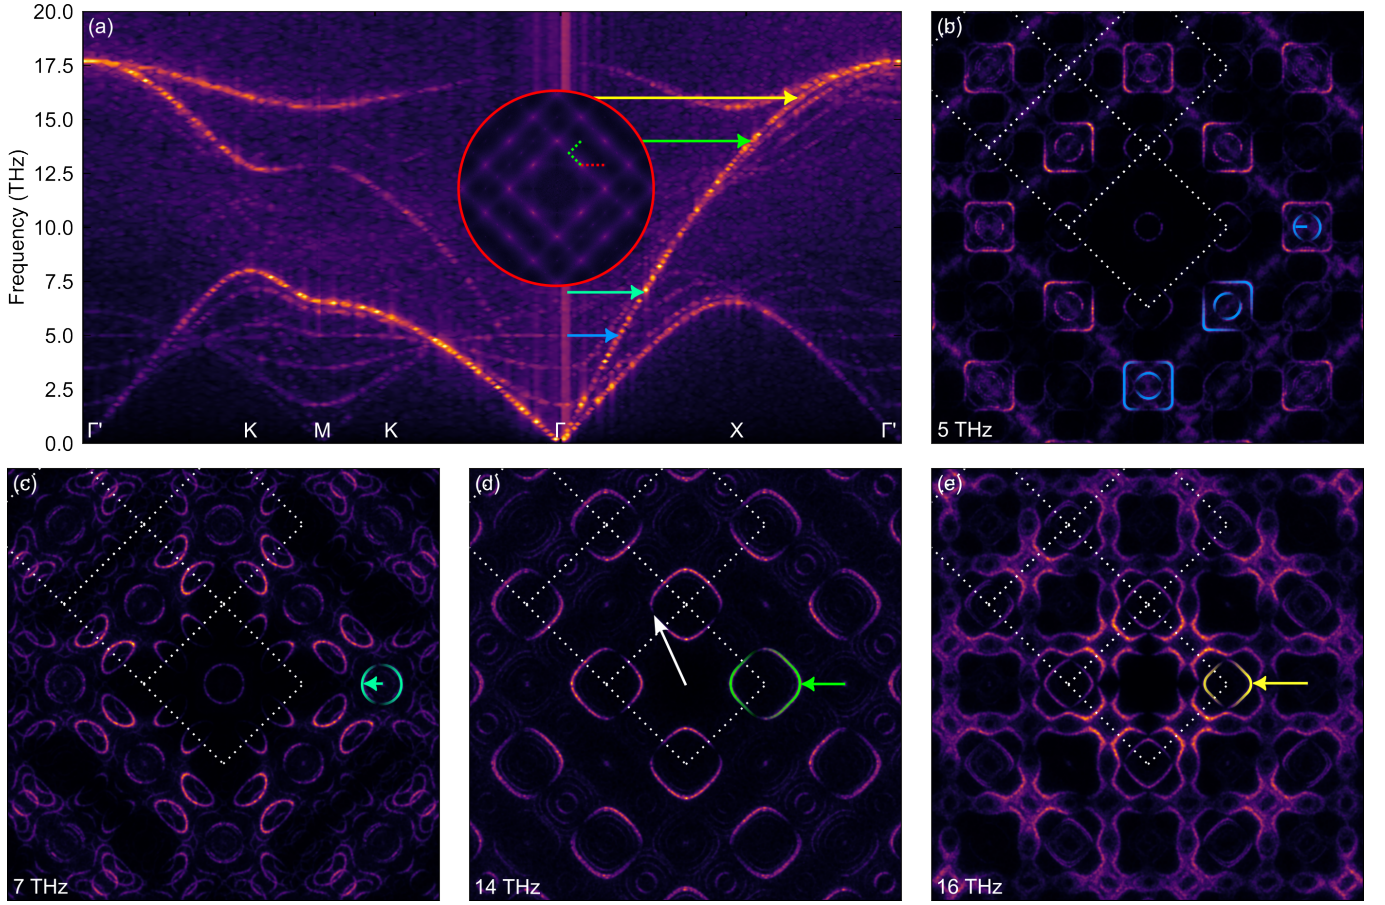 (a)
20.0
17.5
15.0
12.5
10.0
7.5
5.0
2.5
0.0
Frequency (THz)
Γ' K M K Γ X Γ'
(b)
5 THz
(c)
7 THz
(d)
14 THz
(e)
16 THz